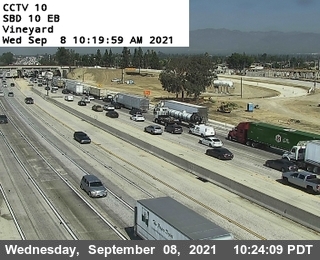 CCTV 10
SBD 10 EB
Vineyard
Wed Sep 8 10:19:59 AM 2021
Wednesday, September 08, 2021 10:24:09 PDT